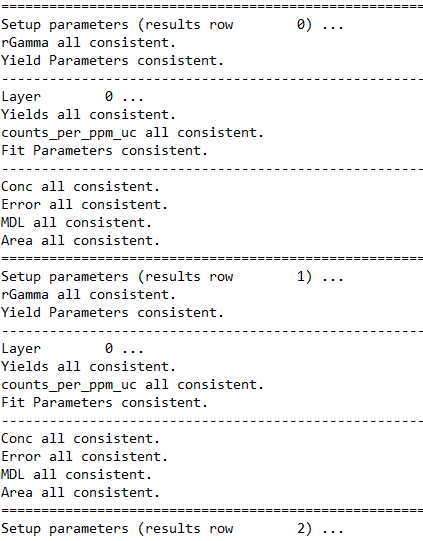 =====================================================
Setup parameters (results row        0) ...
rGamma all consistent.
Yield Parameters consistent.
-----------------------------------------------------
Layer        0 ...
Yields all consistent.
counts_per_ppm_uc all consistent.
Fit Parameters consistent.
-----------------------------------------------------
Conc all consistent.
Error all consistent.
MDL all consistent.
Area all consistent.
=====================================================
Setup parameters (results row        1) ...
rGamma all consistent.
Yield Parameters consistent.
-----------------------------------------------------
Layer        0 ...
Yields all consistent.
counts_per_ppm_uc all consistent.
Fit Parameters consistent.
-----------------------------------------------------
Conc all consistent.
Error all consistent.
MDL all consistent.
Area all consistent.
=====================================================
Setup parameters (results row        2) ...